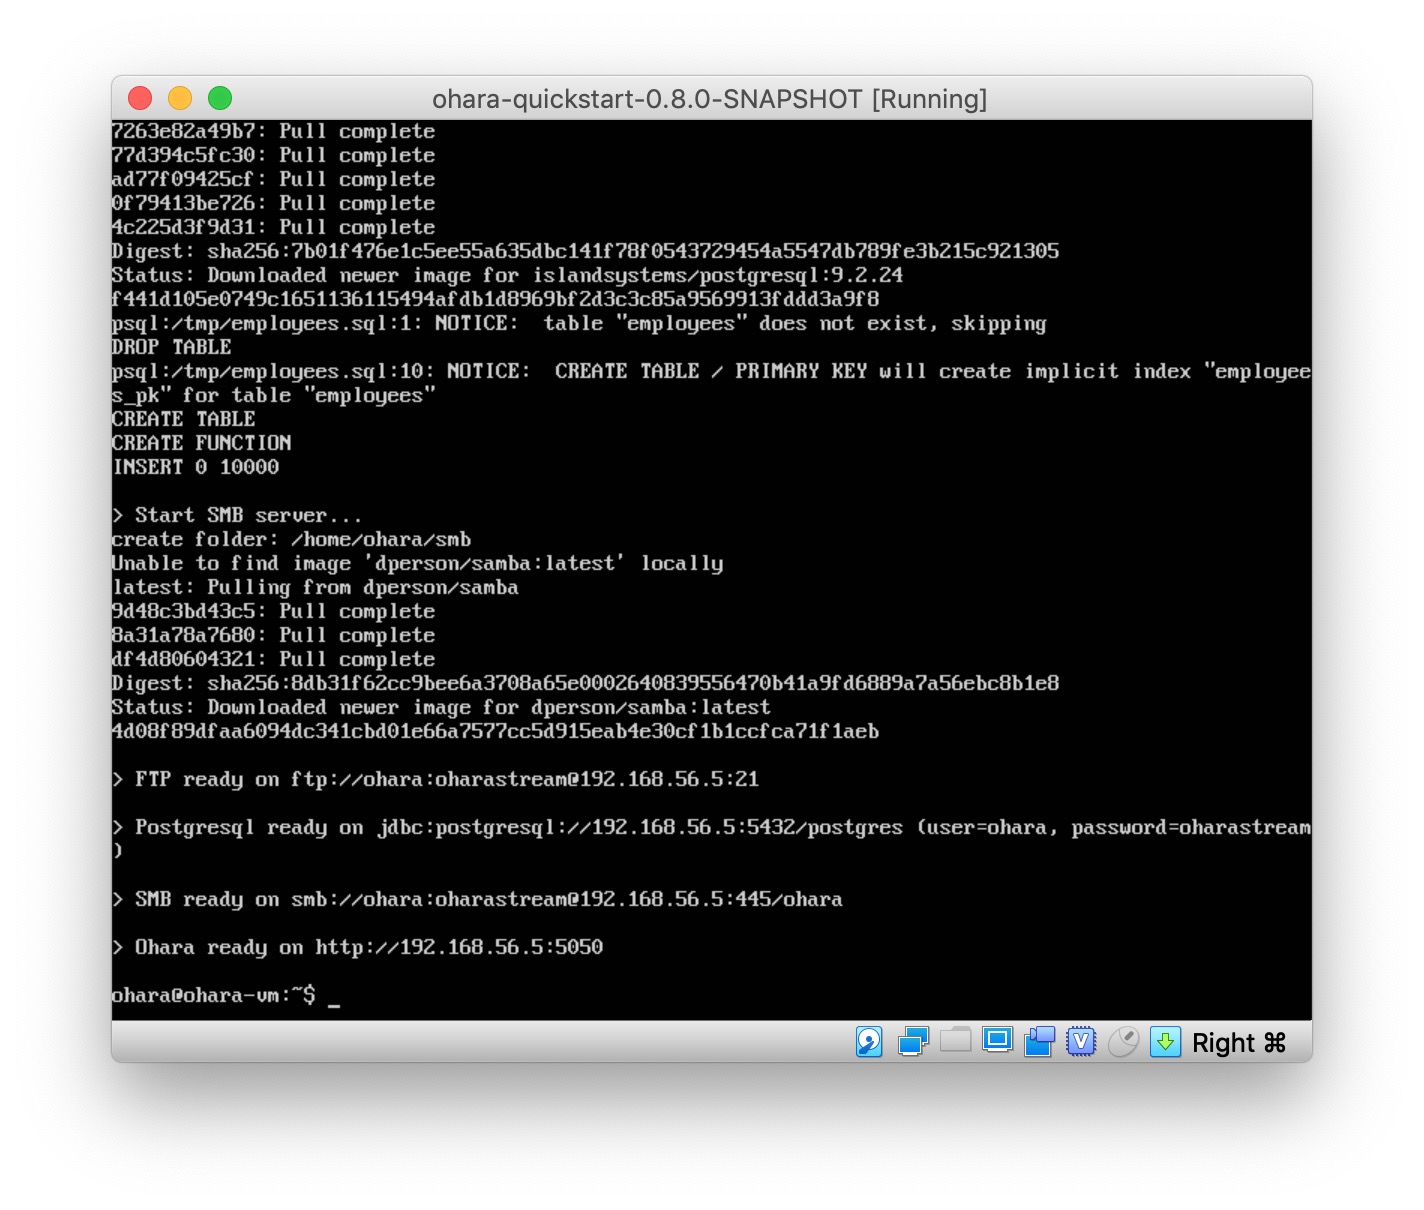 ohara-quickstart-0.8.0-SNAPSHOT [Running]
7263e82a49b7: Pull complete
77d394c5fc30: Pull complete
ad77f09425cf: Pull complete
0f79413be726: Pull complete
4c225d3f9d31: Pull complete
Digest: sha256:7b01f476e1c5ee55a635dbc141f78f0543729454a5547db789fe3b215c921305
Status: Downloaded newer image for islandsystems/postgresql:9.2.24
f441d105e0749c1651136115494afdb1d8969bf2d3c3c85a9569913fddd3a9f8
psql:/tmp/employees.sql:1: NOTICE:  table "employees" does not exist, skipping
DROP TABLE
psql:/tmp/employees.sql:10: NOTICE:  CREATE TABLE / PRIMARY KEY will create implicit index "employee
s_pk" for table "employees"
CREATE TABLE
CREATE FUNCTION
INSERT 0 10000
> Start SMB server...
create folder: /home/ohara/smb
Unable to find image 'dperson/samba:latest' locally
latest: Pulling from dperson/samba
9d48c3bd43c5: Pull complete
8a31a78a7680: Pull complete
df4d80604321: Pull complete
Digest: sha256:8db31f62cc9bee6a3708a65e0002640839556470b41a9fd6889a7a56ebc8b1e8
Status: Downloaded newer image for dperson/samba:latest
4d08f89dfaa6094dc341cbd01e66a7577cc5d915eab4e30cf1b1ccfca71f1aeb
> FTP ready on ftp://ohara:oharastream@192.168.56.5:21
> Postgresql ready on jdbc:postgresql://192.168.56.5:5432/postgres (user=ohara, password=oharastream
)
> SMB ready on smb://ohara:oharastream@192.168.56.5:445/ohara
> Ohara ready on http://192.168.56.5:5050
ohara@ohara-vm:~$ _
Right ⌘